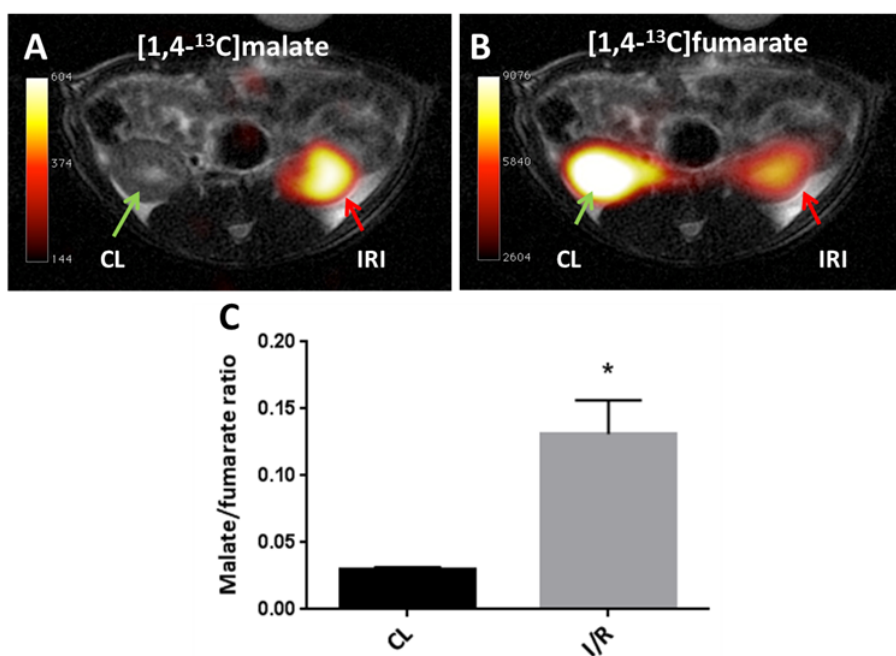 A
[1,4-¹³C]malate
604
374
144
CL
IRI
B
[1,4-¹³C]fumarate
9076
5840
2604
CL
IRI
C
Malate/fumarate ratio
0.20
0.15
0.10
0.05
0.00
*
CL
I/R